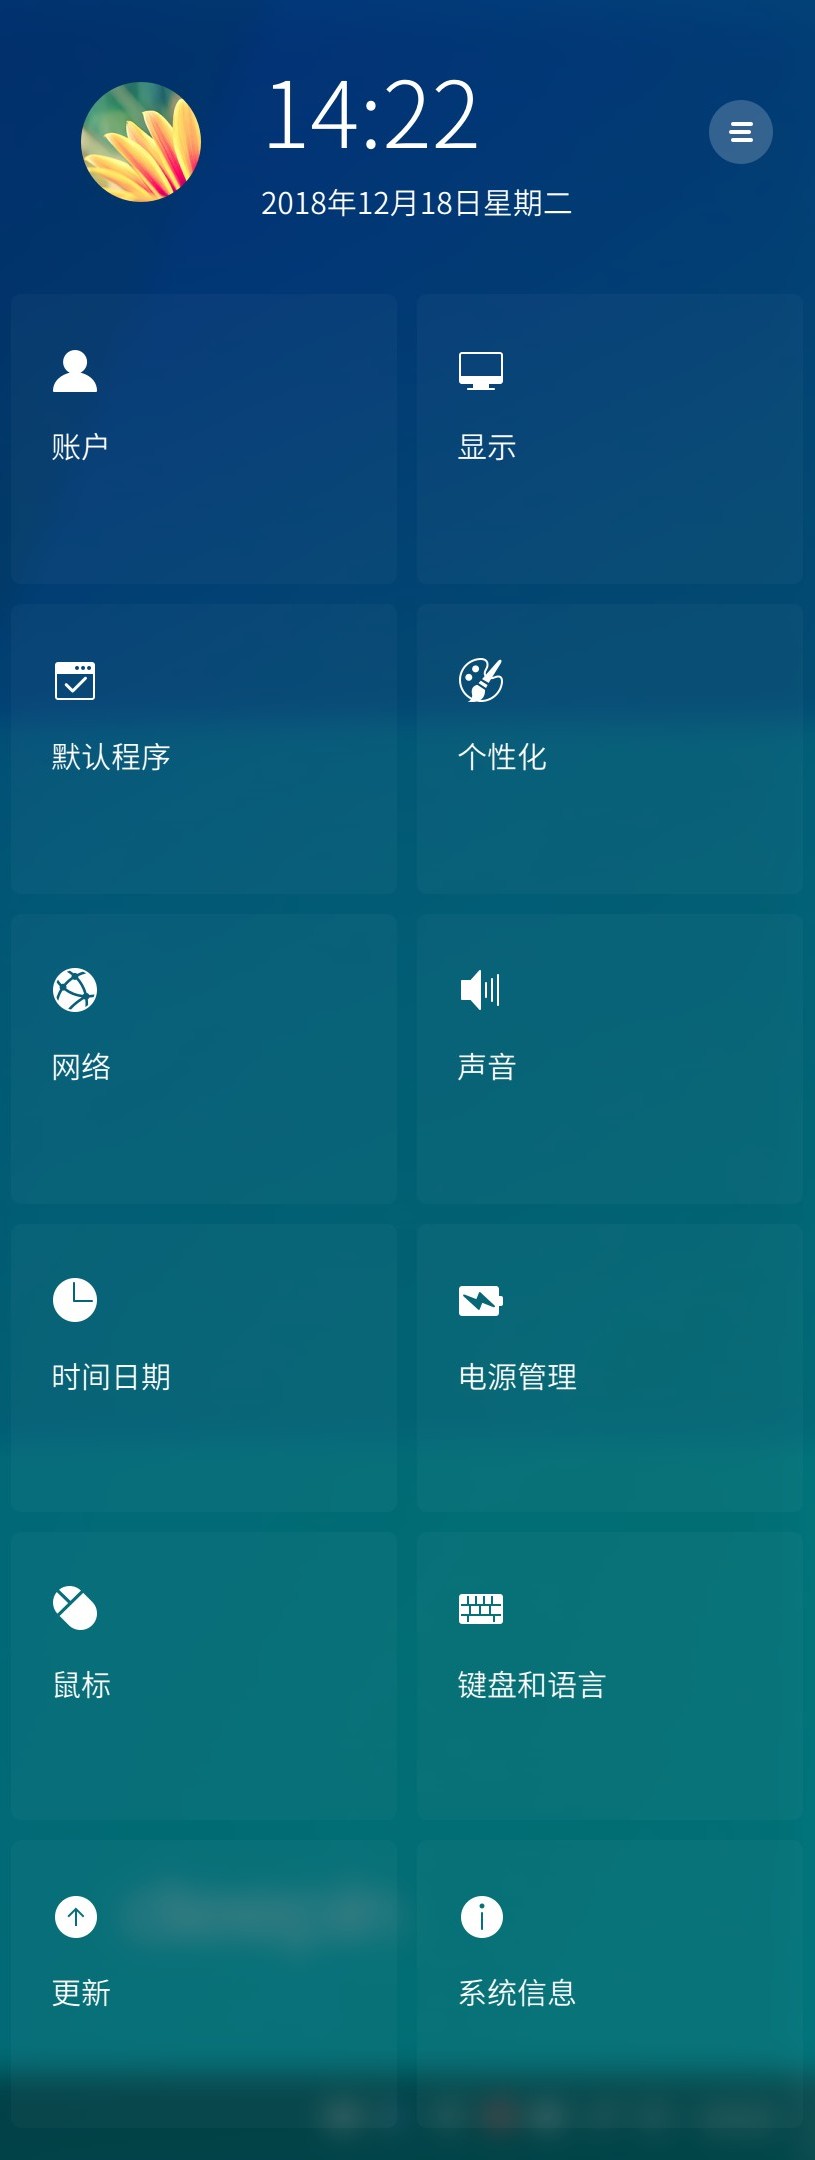 14:22
2018年12月18日星期二
账户
显示
默认程序
个性化
网络
声音
时间日期
电源管理
鼠标
键盘和语言
更新
系统信息